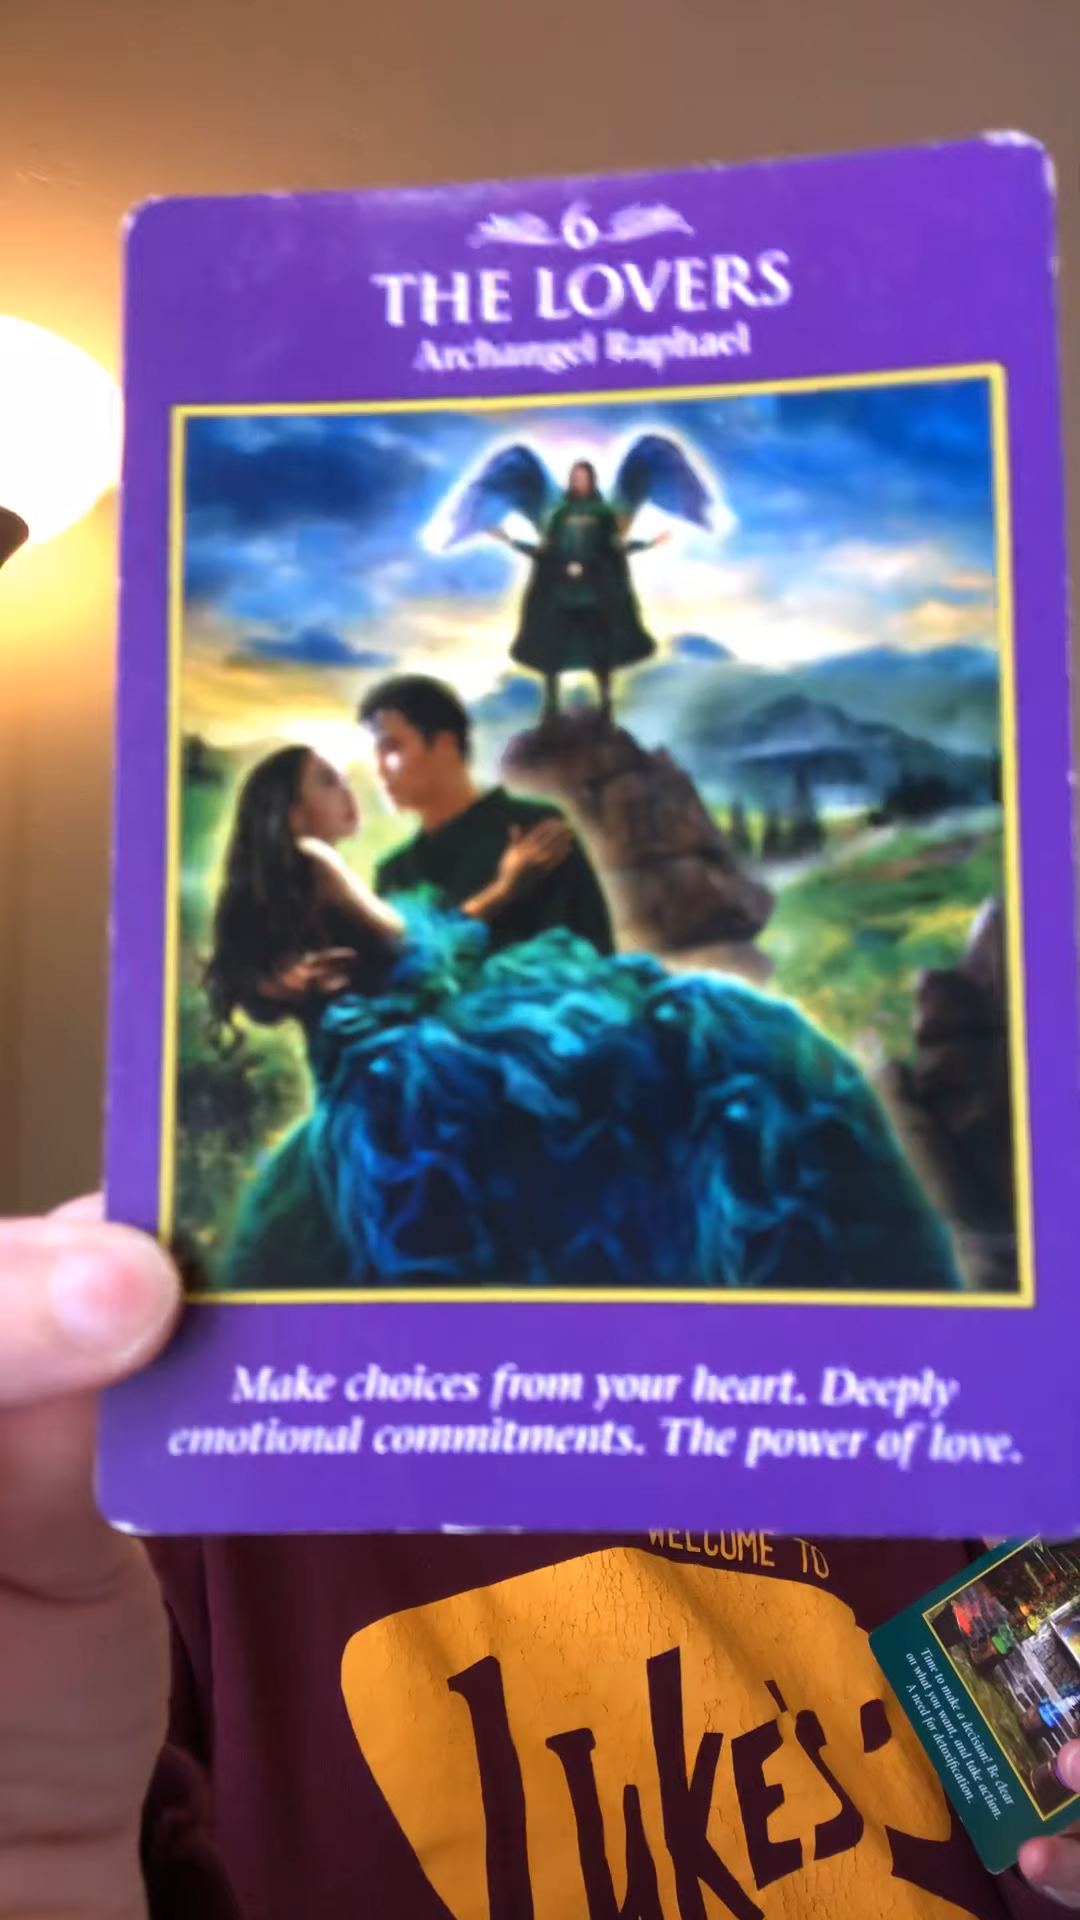 6
THE LOVERS
Archangel Raphael
Make choices from your heart. Deeply
emotional commitments. The power of love.
WELCOME TO
Luke's
Time to make a decision! Be clear
on what you want, and take action.
A need for detoxification.